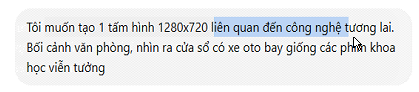 Tôi muốn tạo 1 tấm hình 1280x720 liên quan đến công nghệ tương lai.
Bối cảnh văn phòng, nhìn ra cửa sổ có xe oto bay giống các phim khoa
học viễn tưởng